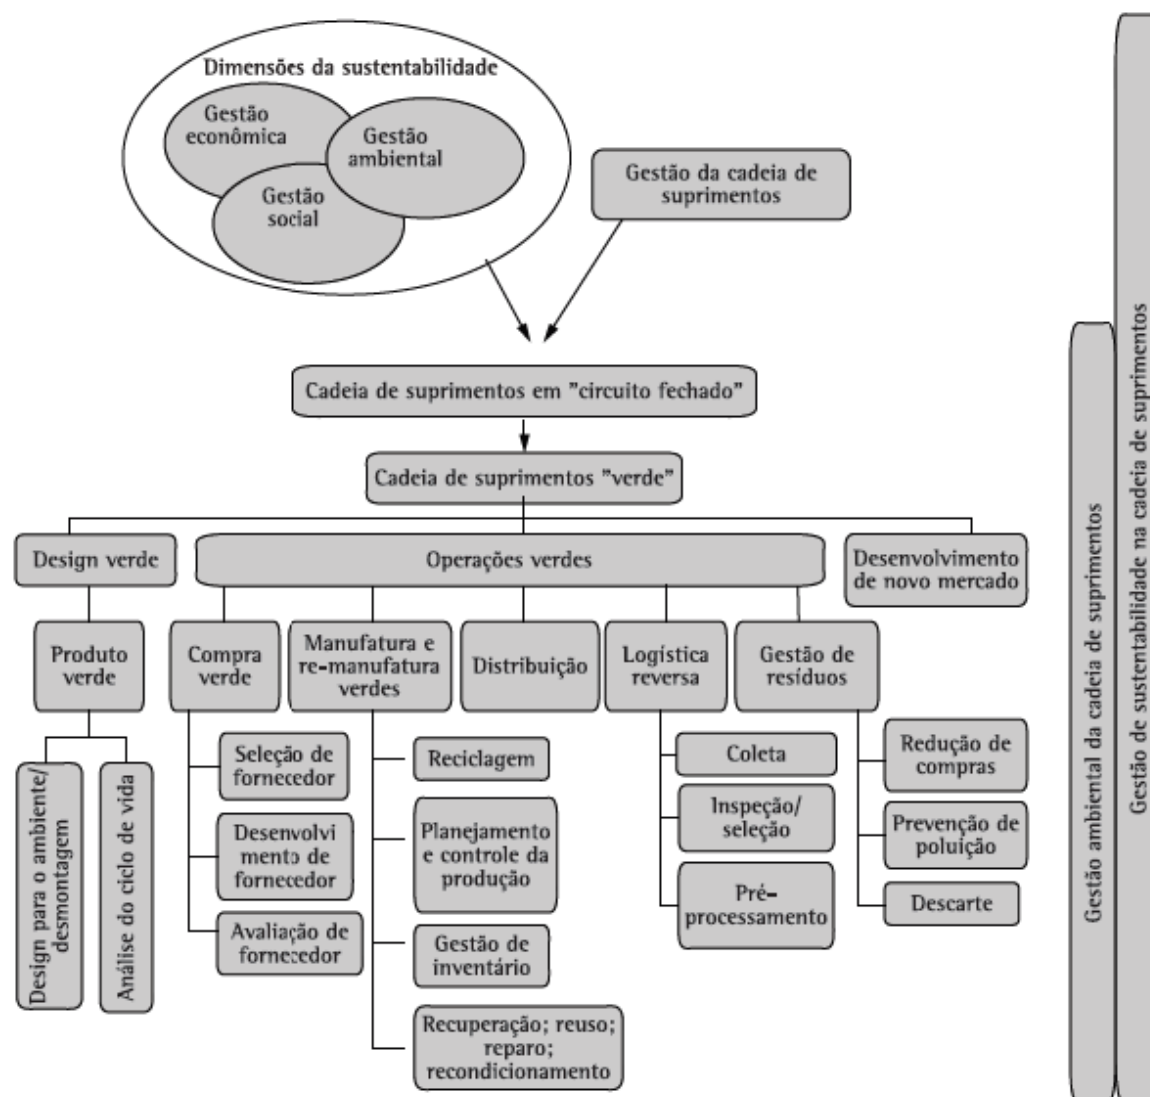 Dimensões da sustentabilidade
Gestão
econômica
Gestão
ambiental
Gestão
social
Gestão da cadeia de
suprimentos
Cadeia de suprimentos em "circuito fechado"
Cadeia de suprimentos "verde"
Design verde
Operações verdes
Desenvolvimento
de novo mercado
Produto
verde
Compra
verde
Manufatura e
re-manufatura
verdes
Distribuição
Logística
reversa
Gestão de
resíduos
Design para o ambiente/
desmontagem
Análise do ciclo de vida
Seleção de
fornecedor
Desenvolvi
mento de
fornecedor
Avaliação de
fornecedor
Reciclagem
Planejamento
e controle da
produção
Gestão de
inventário
Recuperação; reuso;
reparo;
recondicionamento
Coleta
Inspeção/
seleção
Pré-
processamento
Redução de
compras
Prevenção de
poluição
Descarte
Gestão ambiental da cadeia de suprimentos
Gestão de sustentabilidade na cadeia de suprimentos